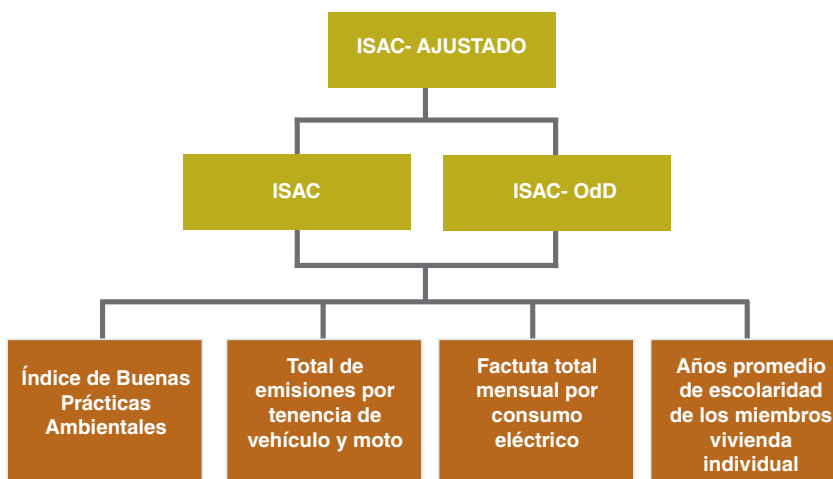 ISAC- AJUSTADO
ISAC
ISAC- OdD
Índice de Buenas
Prácticas
Ambientales
Total de
emisiones por
tenencia de
vehículo y moto
Factuta total
mensual por
consumo
eléctrico
Años promedio
de escolaridad
de los miembros
vivienda
individual